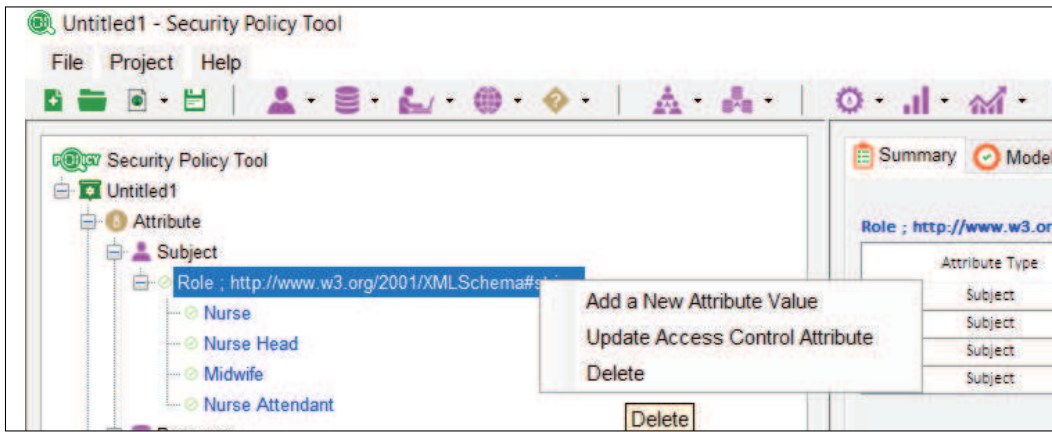 Untitled1 - Security Policy Tool
File Project Help
POLICY Security Policy Tool
Untitled1
Attribute
Subject
Role ; http://www.w3.org/2001/XMLSchema#st
Nurse
Nurse Head
Midwife
Nurse Attendant
Add a New Attribute Value
Update Access Control Attribute
Delete
Delete
Summary Model
Role ; http://www.w3.or
Attribute Type
Subject
Subject
Subject
Subject